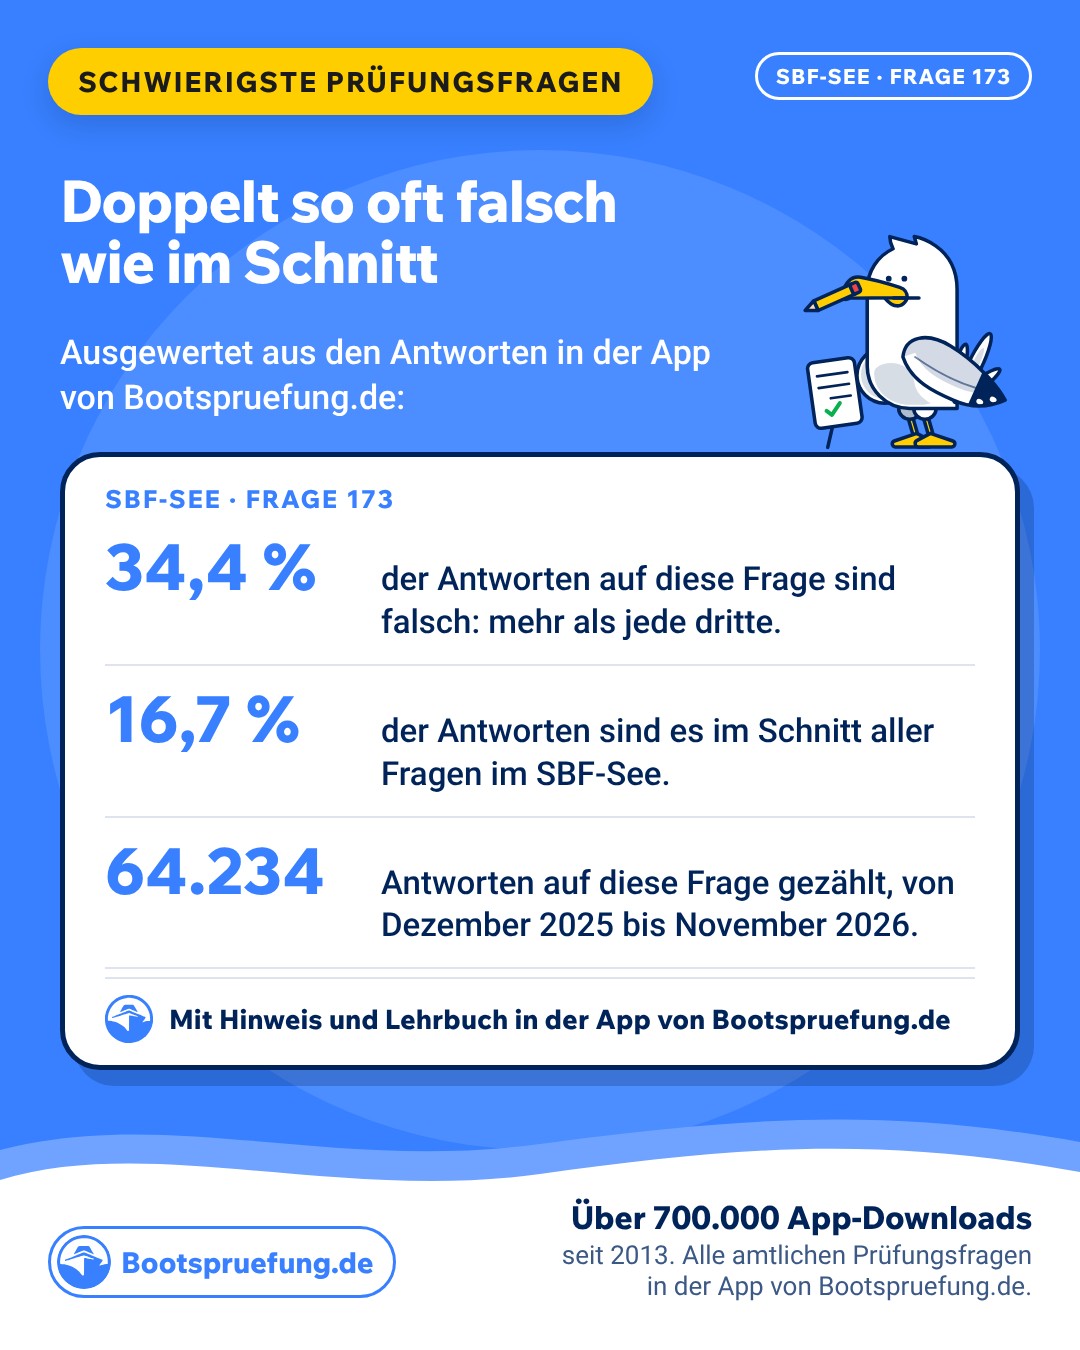 SCHWIERIGSTE PRÜFUNGSFRAGEN
SBF-SEE · FRAGE 173
Doppelt so oft falsch
wie im Schnitt
Ausgewertet aus den Antworten in der App
von Bootspruefung.de:
SBF-SEE · FRAGE 173
34,4 %
der Antworten auf diese Frage sind
falsch: mehr als jede dritte.
16,7 %
der Antworten sind es im Schnitt aller
Fragen im SBF-See.
64.234
Antworten auf diese Frage gezählt, von
Dezember 2025 bis November 2026.
Mit Hinweis und Lehrbuch in der App von Bootspruefung.de
Bootspruefung.de
Über 700.000 App-Downloads
seit 2013. Alle amtlichen Prüfungsfragen
in der App von Bootspruefung.de.